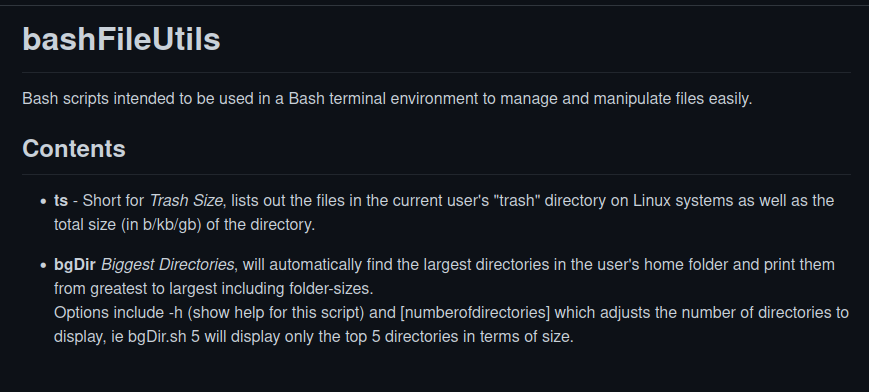 bashFileUtils
Bash scripts intended to be used in a Bash terminal environment to manage and manipulate files easily.
Contents
• ts - Short for Trash Size, lists out the files in the current user's "trash" directory on Linux systems as well as the
total size (in b/kb/gb) of the directory.
• bgDir Biggest Directories, will automatically find the largest directories in the user's home folder and print them
from greatest to largest including folder-sizes.
Options include -h (show help for this script) and [numberofdirectories] which adjusts the number of directories to
display, ie bgDir.sh 5 will display only the top 5 directories in terms of size.